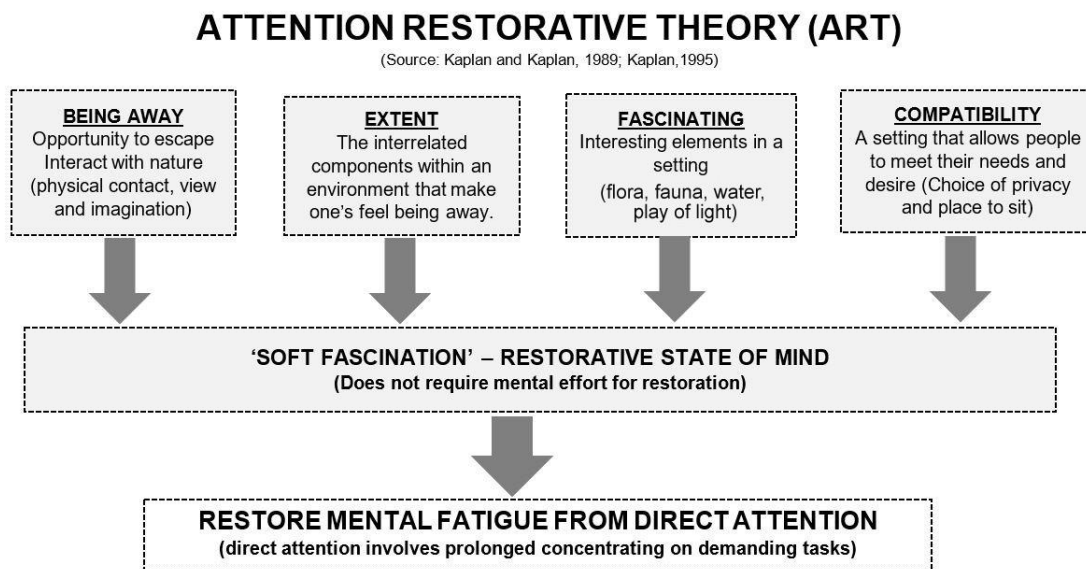 ATTENTION RESTORATIVE THEORY (ART)
(Source: Kaplan and Kaplan, 1989; Kaplan,1995)
BEING AWAY
Opportunity to escape
Interact with nature
(physical contact, view
and imagination)
EXTENT
The interrelated
components within an
environment that make
one's feel being away.
FASCINATING
Interesting elements in a
setting
(flora, fauna, water,
play of light)
COMPATIBILITY
A setting that allows people
to meet their needs and
desire (Choice of privacy
and place to sit)
‘SOFT FASCINATION’ – RESTORATIVE STATE OF MIND
(Does not require mental effort for restoration)
RESTORE MENTAL FATIGUE FROM DIRECT ATTENTION
(direct attention involves prolonged concentrating on demanding tasks)